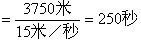 = 3750米 / 15米／秒 = 250秒